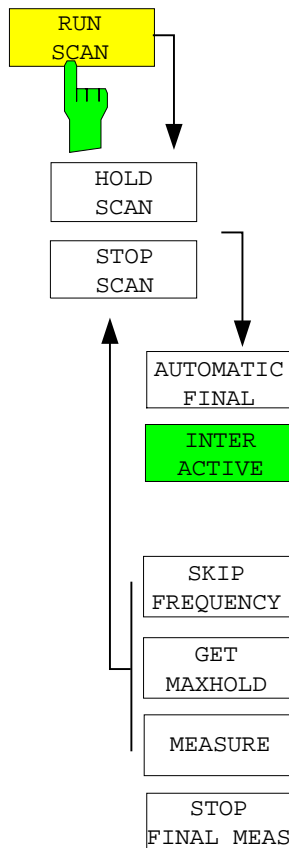 RUN
SCAN
HOLD
SCAN
STOP
SCAN
AUTOMATIC
FINAL
INTER
ACTIVE
SKIP
FREQUENCY
GET
MAXHOLD
MEASURE
STOP
FINAL MEAS